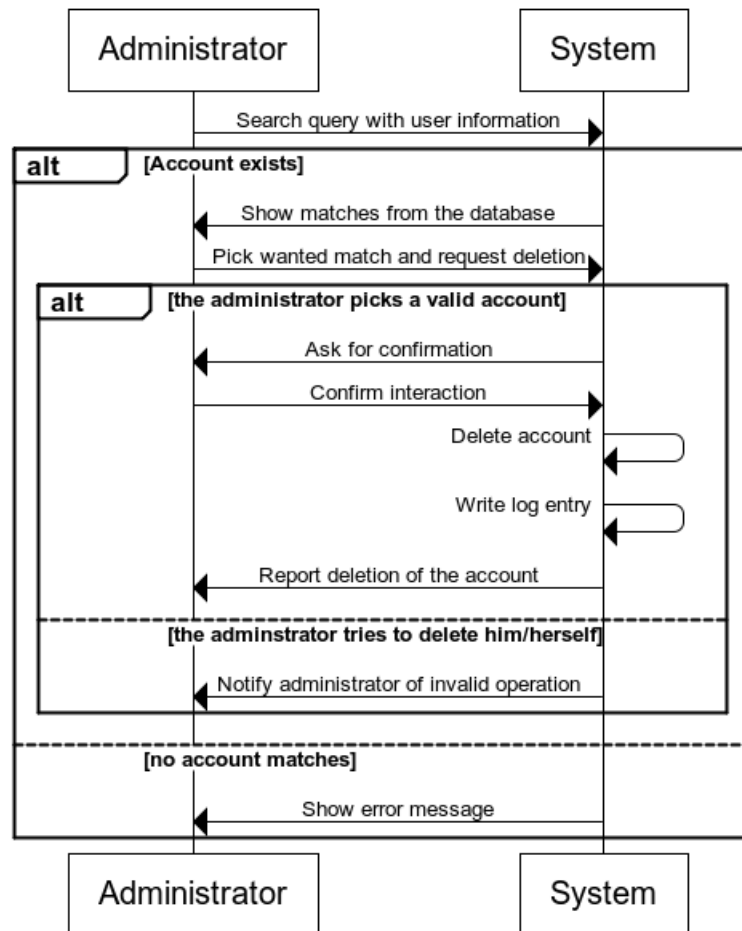 Administrator
System
Search query with user information
alt
[Account exists]
Show matches from the database
Pick wanted match and request deletion
alt
[the administrator picks a valid account]
Ask for confirmation
Confirm interaction
Delete account
Write log entry
Report deletion of the account
[the adminstrator tries to delete him/herself]
Notify administrator of invalid operation
[no account matches]
Show error message
Administrator
System